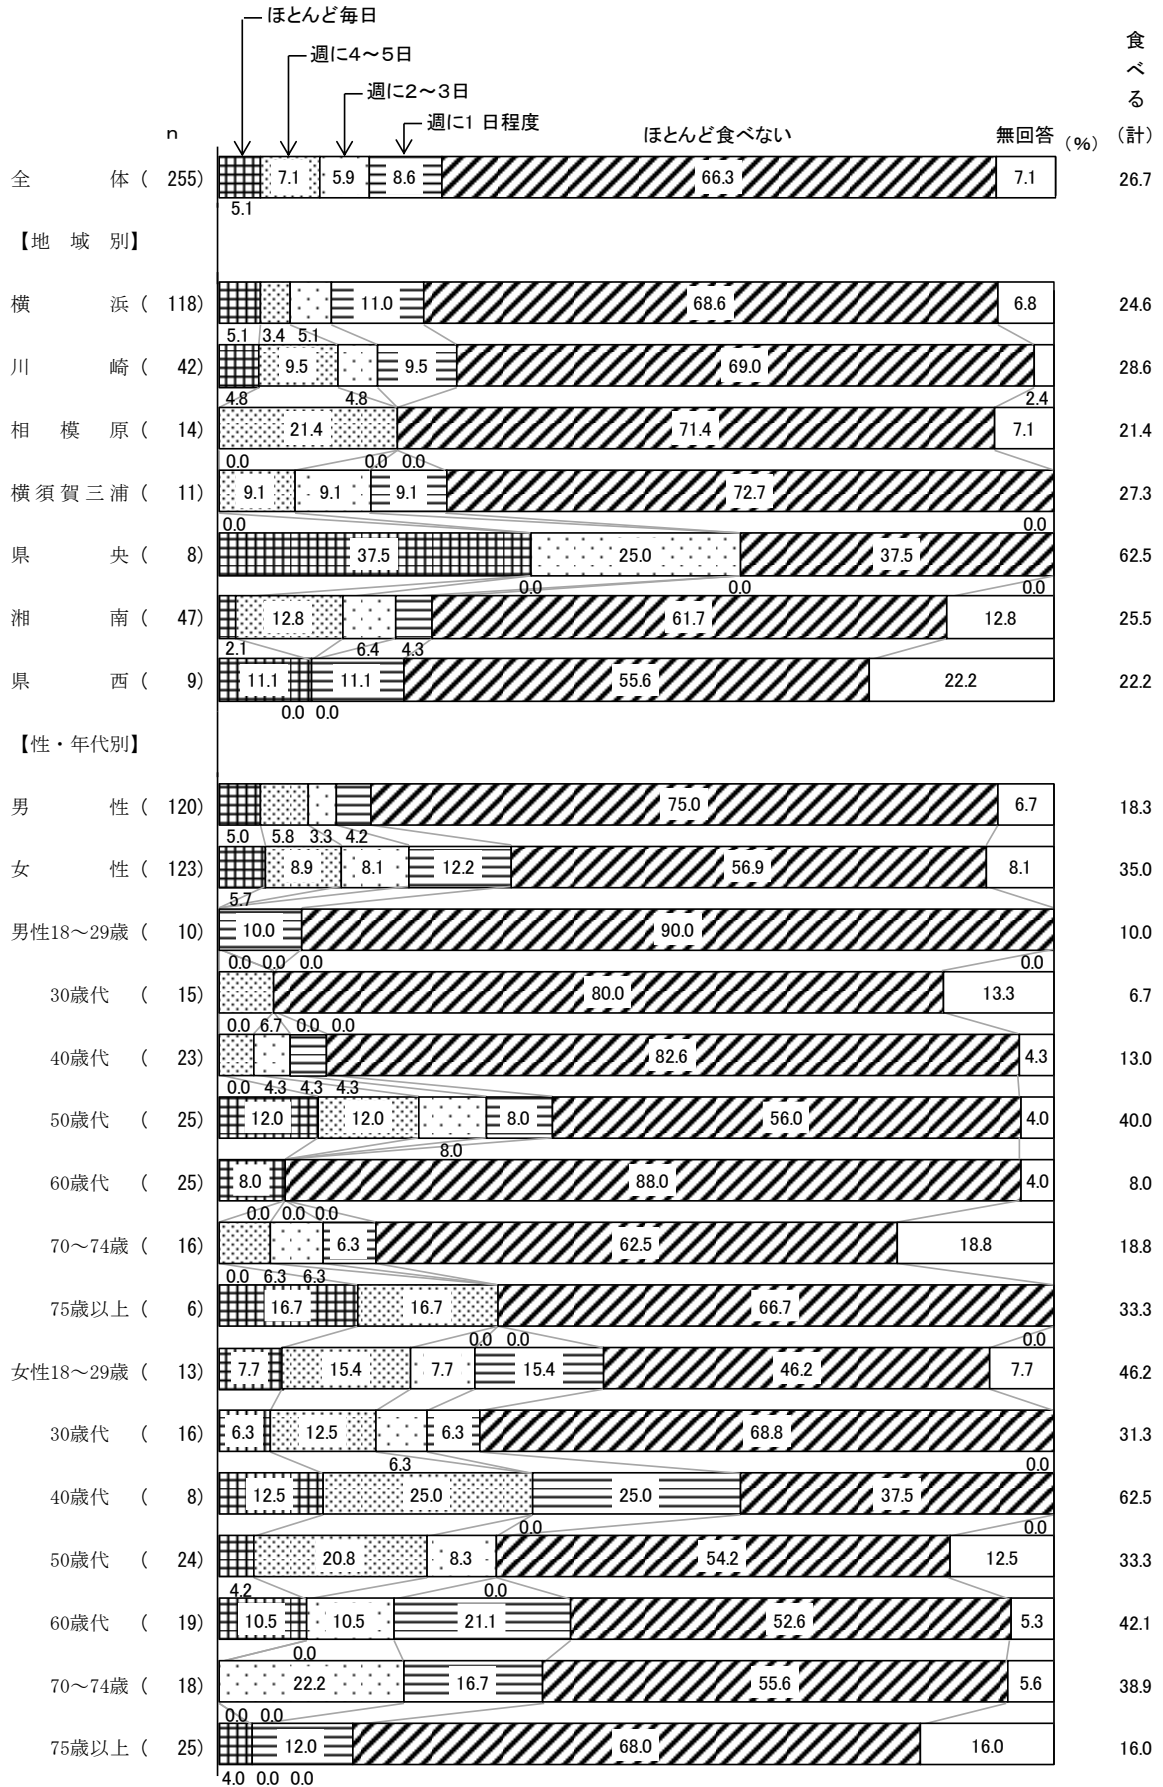 ほとんど毎日
週に4～5日
週に2～3日
週に1 日程度
食べる（計）
n ほとんど食べない 無回答 (％)
全体（ 255） 7.1 5.9 8.6 66.3 7.1 26.7
5.1
【地 域 別】
横浜（ 118） 11.0 68.6 6.8 24.6
5.1 3.4 5.1
川崎（ 42） 9.5 9.5 69.0 28.6
4.8 4.8 2.4
相模原（ 14） 21.4 71.4 7.1 21.4
0.0 0.0 0.0
横須賀三浦（ 11） 9.1 9.1 9.1 72.7 27.3
0.0 0.0
県央（ 8） 37.5 25.0 37.5 62.5
0.0 0.0 0.0
湘南（ 47） 12.8 61.7 12.8 25.5
2.1 6.4 4.3
県西（ 9） 11.1 11.1 55.6 22.2 22.2
0.0 0.0
【性・年代別】
男性（ 120） 75.0 6.7 18.3
5.0 5.8 3.3 4.2
女性（ 123） 8.9 8.1 12.2 56.9 8.1 35.0
5.7
男性18～29歳（ 10） 10.0 90.0 10.0
0.0 0.0 0.0 0.0
30歳代（ 15） 80.0 13.3 6.7
0.0 6.7 0.0 0.0
40歳代（ 23） 82.6 4.3 13.0
0.0 4.3 4.3 4.3
50歳代（ 25） 12.0 12.0 8.0 56.0 4.0 40.0
8.0
60歳代（ 25） 8.0 88.0 4.0 8.0
0.0 0.0 0.0
70～74歳（ 16） 6.3 62.5 18.8 18.8
0.0 6.3 6.3
75歳以上（ 6） 16.7 16.7 66.7 33.3
0.0 0.0 0.0
女性18～29歳（ 13） 7.7 15.4 7.7 15.4 46.2 7.7 46.2
30歳代（ 16） 6.3 12.5 6.3 68.8 31.3
6.3 0.0
40歳代（ 8） 12.5 25.0 25.0 37.5 62.5
0.0 0.0
50歳代（ 24） 20.8 8.3 54.2 12.5 33.3
4.2 0.0
60歳代（ 19） 10.5 10.5 21.1 52.6 5.3 42.1
0.0
70～74歳（ 18） 22.2 16.7 55.6 5.6 38.9
0.0 0.0
75歳以上（ 25） 12.0 68.0 16.0 16.0
4.0 0.0 0.0